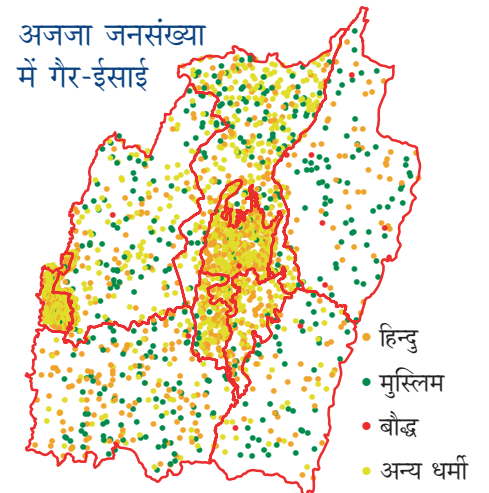 अजजा जनसंख्या
में गैर-ईसाई
हिन्दु
मुस्लिम
बौद्ध
अन्य धर्मी